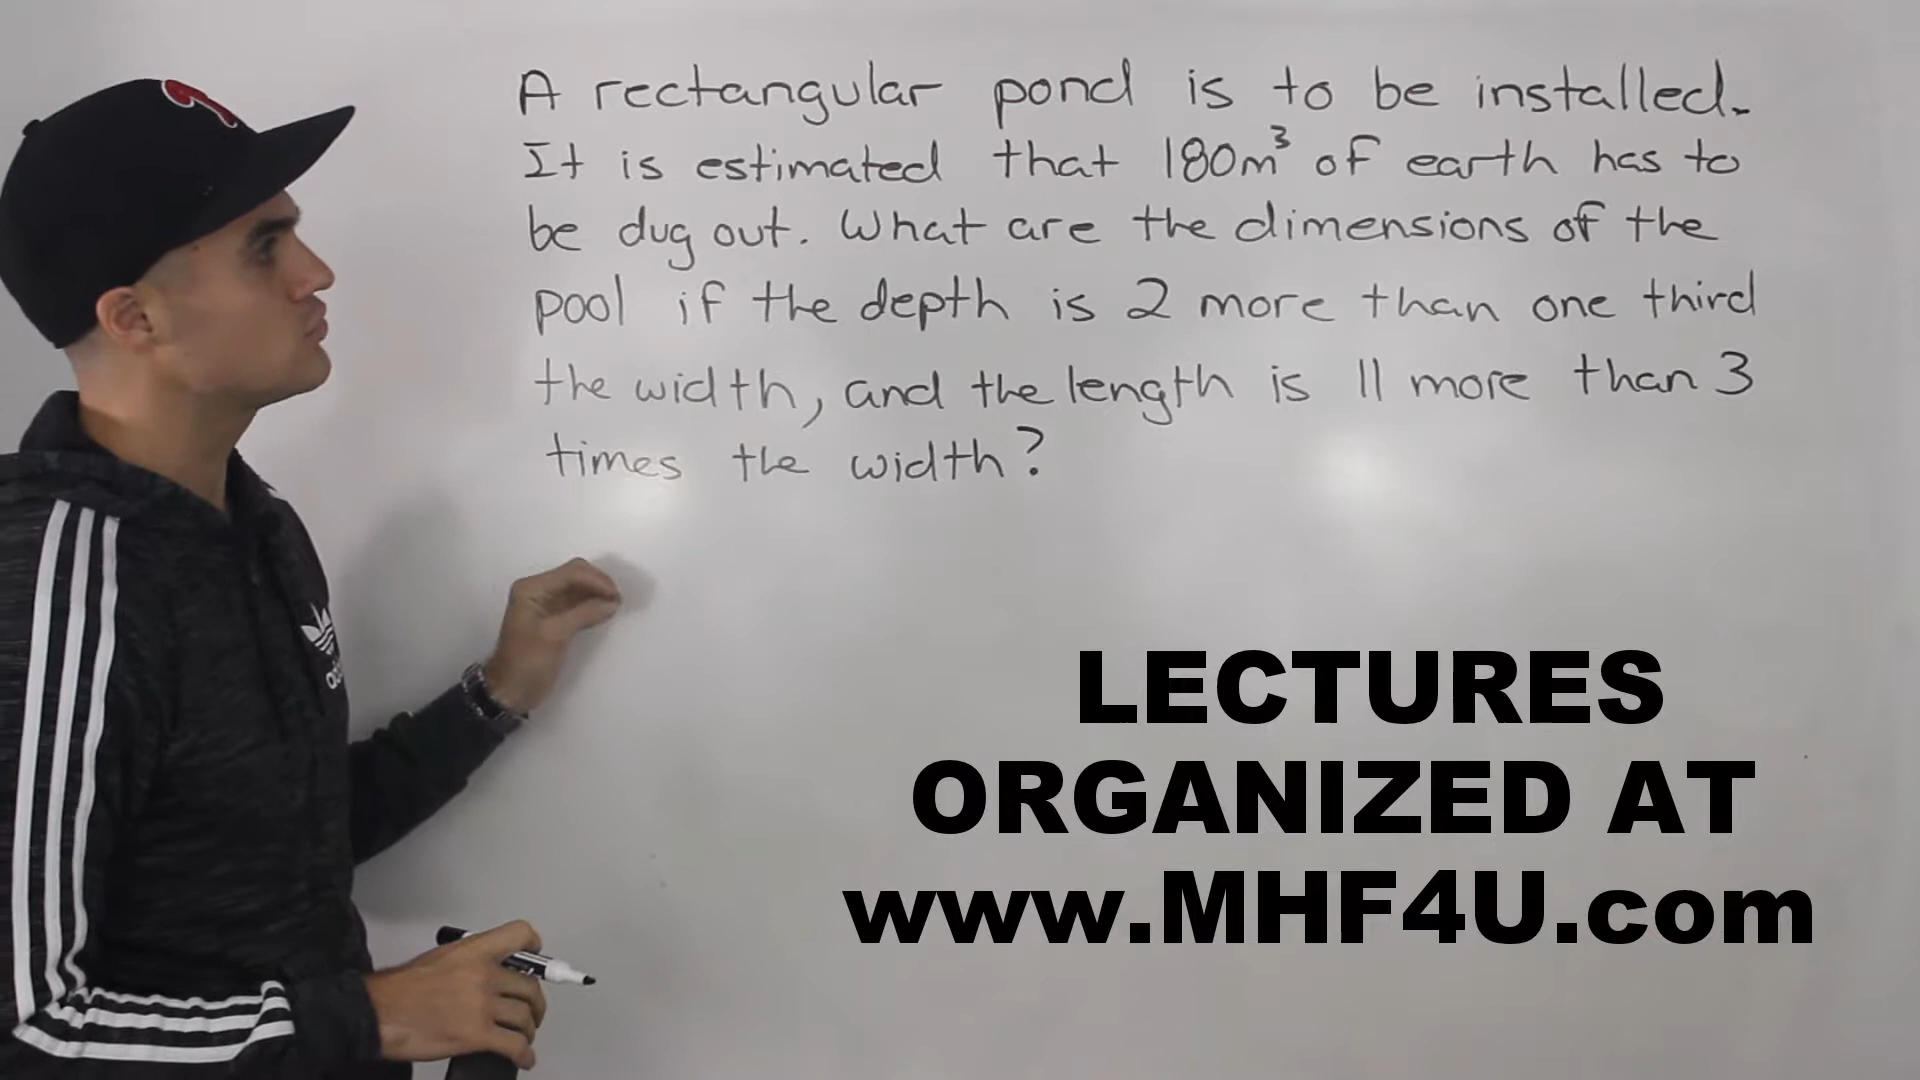 A rectangular pond is to be installed.
It is estimated that 180m³ of earth has to
be dug out. What are the dimensions of the
pool if the depth is 2 more than one third
the width, and the length is 11 more than 3
times the width?
LECTURES
ORGANIZED AT
www.MHF4U.com